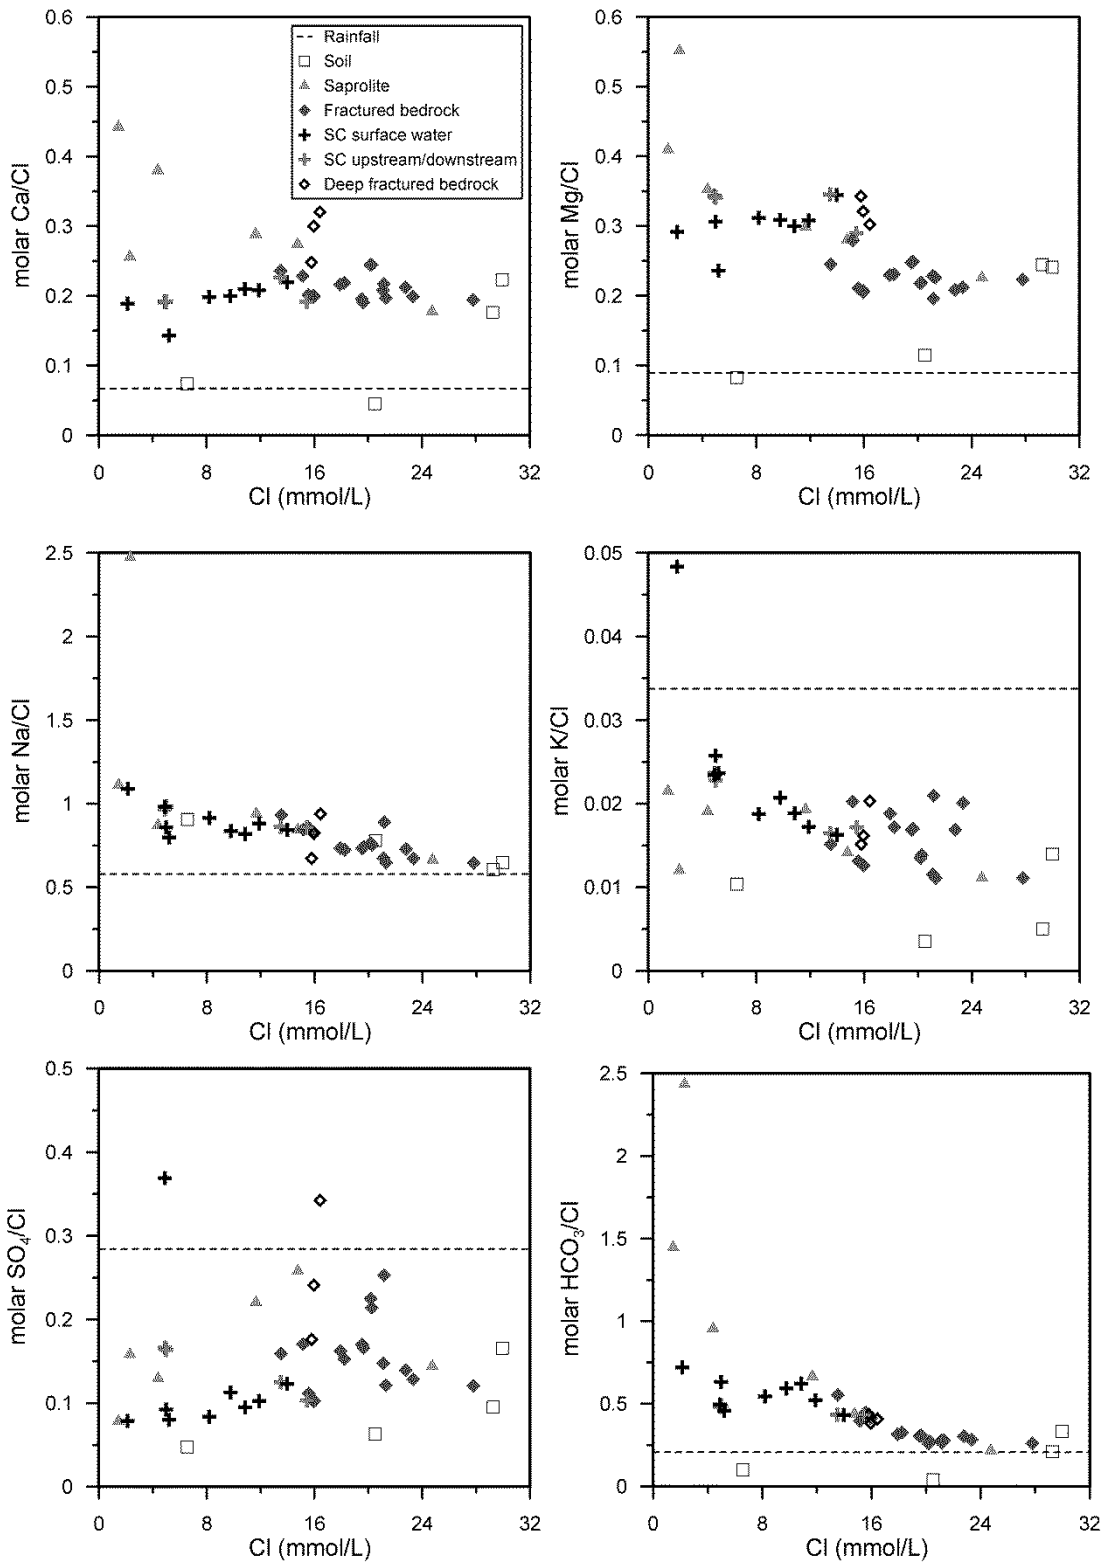 0.6
0.5
0.4
0.3
0.2
0.1
0
molar Ca/Cl
Rainfall
Soil
Saprolite
Fractured bedrock
SC surface water
SC upstream/downstream
Deep fractured bedrock
0 8 16 24 32
Cl (mmol/L)
0.6
0.5
0.4
0.3
0.2
0.1
0
molar Mg/Cl
0 8 16 24 32
Cl (mmol/L)
2.5
2
1.5
1
0.5
0
molar Na/Cl
0 8 16 24 32
Cl (mmol/L)
0.05
0.04
0.03
0.02
0.01
0.00
molar K/Cl
0 8 16 24 32
Cl (mmol/L)
0.5
0.4
0.3
0.2
0.1
0
molar SO₄/Cl
0 8 16 24 32
Cl (mmol/L)
2.5
2
1.5
1
0.5
0
molar HCO₃/Cl
0 8 16 24 32
Cl (mmol/L)